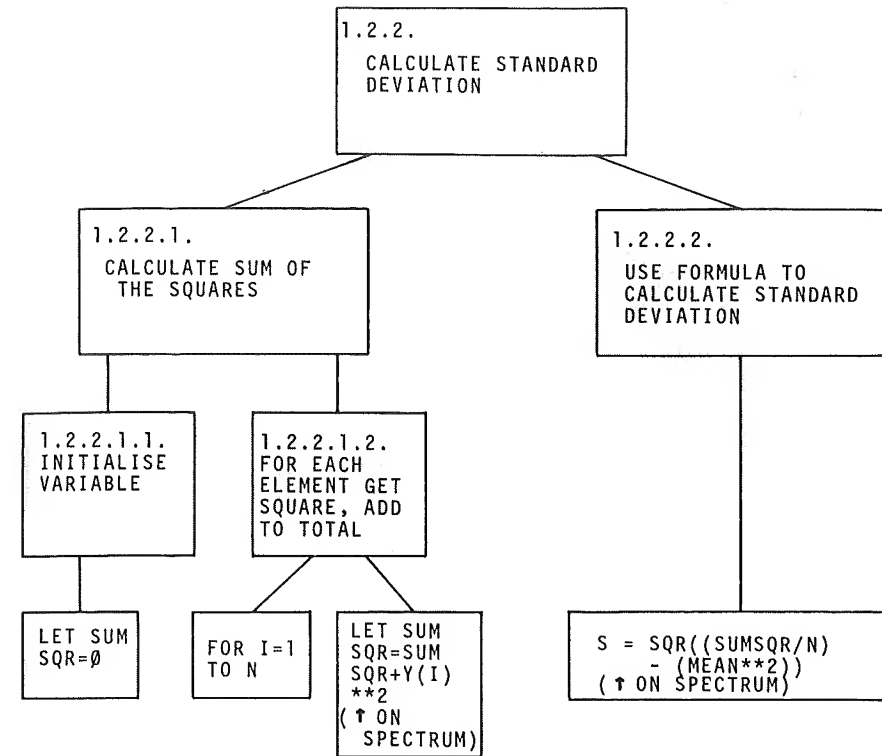 1.2.2.
CALCULATE STANDARD
DEVIATION
1.2.2.1.
CALCULATE SUM OF
THE SQUARES
1.2.2.2.
USE FORMULA TO
CALCULATE STANDARD
DEVIATION
1.2.2.1.1.
INITIALISE
VARIABLE
1.2.2.1.2.
FOR EACH
ELEMENT GET
SQUARE, ADD
TO TOTAL
LET SUM
SQR=Ø
FOR I=1
TO N
LET SUM
SQR=SUM
SQR+Y(I)
**2
(↑ ON
SPECTRUM)
S = SQR((SUMSQR/N)
- (MEAN**2))
(↑ ON SPECTRUM)